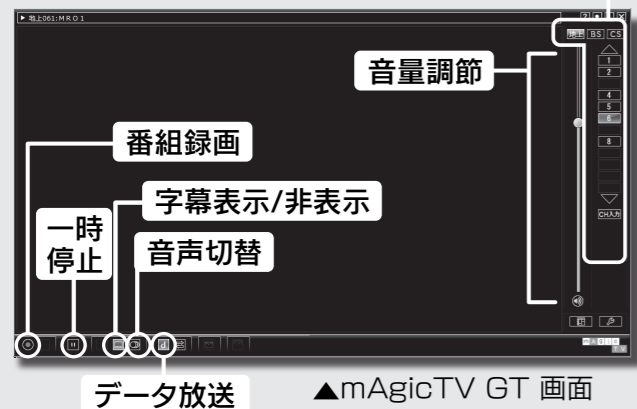 地上061:MRO1
地上 BS CS
音量調節
1
2
4
5
6
8
CH入力
番組録画
字幕表示/非表示
一時
停止
音声切替
d
mAgic
TV
データ放送
▲mAgicTV GT 画面